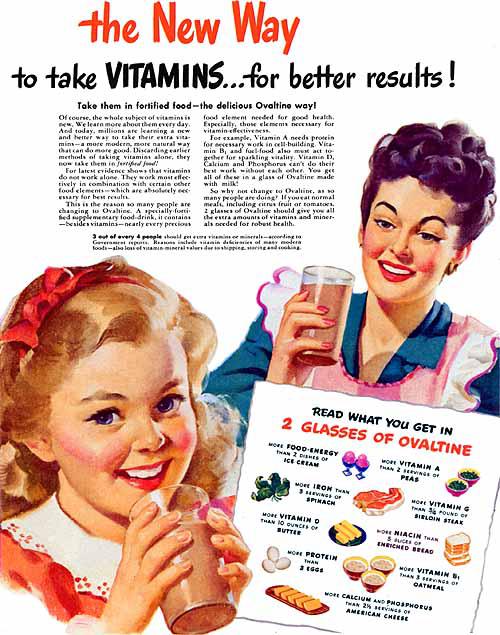 the New Way
to take VITAMINS...for better results!
Take them in fortified food—the delicious Ovaltine way!
Of course, the whole subject of vitamins is
new. We learn more about them every day.
And today, millions are learning a new
and better way to take their extra vita-
mins—a more modern, more natural way
that can do more good. Discarding earlier
methods of taking vitamins alone, they
now take them in fortified food!
For latest evidence shows that vitamins
do not work alone. They work most effec-
tively in combination with certain other
food elements—which are absolutely nec-
essary for best results.
This is the reason so many people are
changing to Ovaltine. A specially-forti-
fied supplementary food-drink, it contains
—besides vitamins—nearly every precious
food element needed for good health.
Especially, those elements necessary for
vitamin-effectiveness.
For example, Vitamin A needs protein
for necessary work in cell-building. Vita-
min B₁ and fuel-food also must act to-
gether for sparkling vitality. Vitamin D,
Calcium and Phosphorus can't do their
best work without each other. You get
all of these in a glass of Ovaltine made
with milk!
So why not change to Ovaltine, as so
many people are doing? If you eat normal
meals, including citrus fruit or tomatoes,
2 glasses of Ovaltine should give you all
the extra amounts of vitamins and miner-
als needed for robust health.
3 out of every 4 people should get extra vitamins or minerals—according to
Government reports. Reasons include vitamin deficiencies of many modern
foods—also loss of vitamin-mineral values due to shipping, storing and cooking.
READ WHAT YOU GET IN
2 GLASSES OF OVALTINE
MORE FOOD-ENERGY
THAN 2 DISHES OF
ICE CREAM
MORE VITAMIN A
THAN 2 SERVINGS OF
PEAS
MORE IRON THAN
3 SERVINGS OF
SPINACH
MORE VITAMIN G
THAN ¾ POUND OF
SIRLOIN STEAK
MORE VITAMIN D
THAN 10 OUNCES OF
BUTTER
MORE NIACIN THAN
5 SLICES OF
ENRICHED BREAD
MORE PROTEIN
THAN
2 EGGS
MORE VITAMIN B₁
THAN 3 SERVINGS OF
OATMEAL
MORE CALCIUM AND PHOSPHORUS
THAN 2½ SERVINGS OF
AMERICAN CHEESE